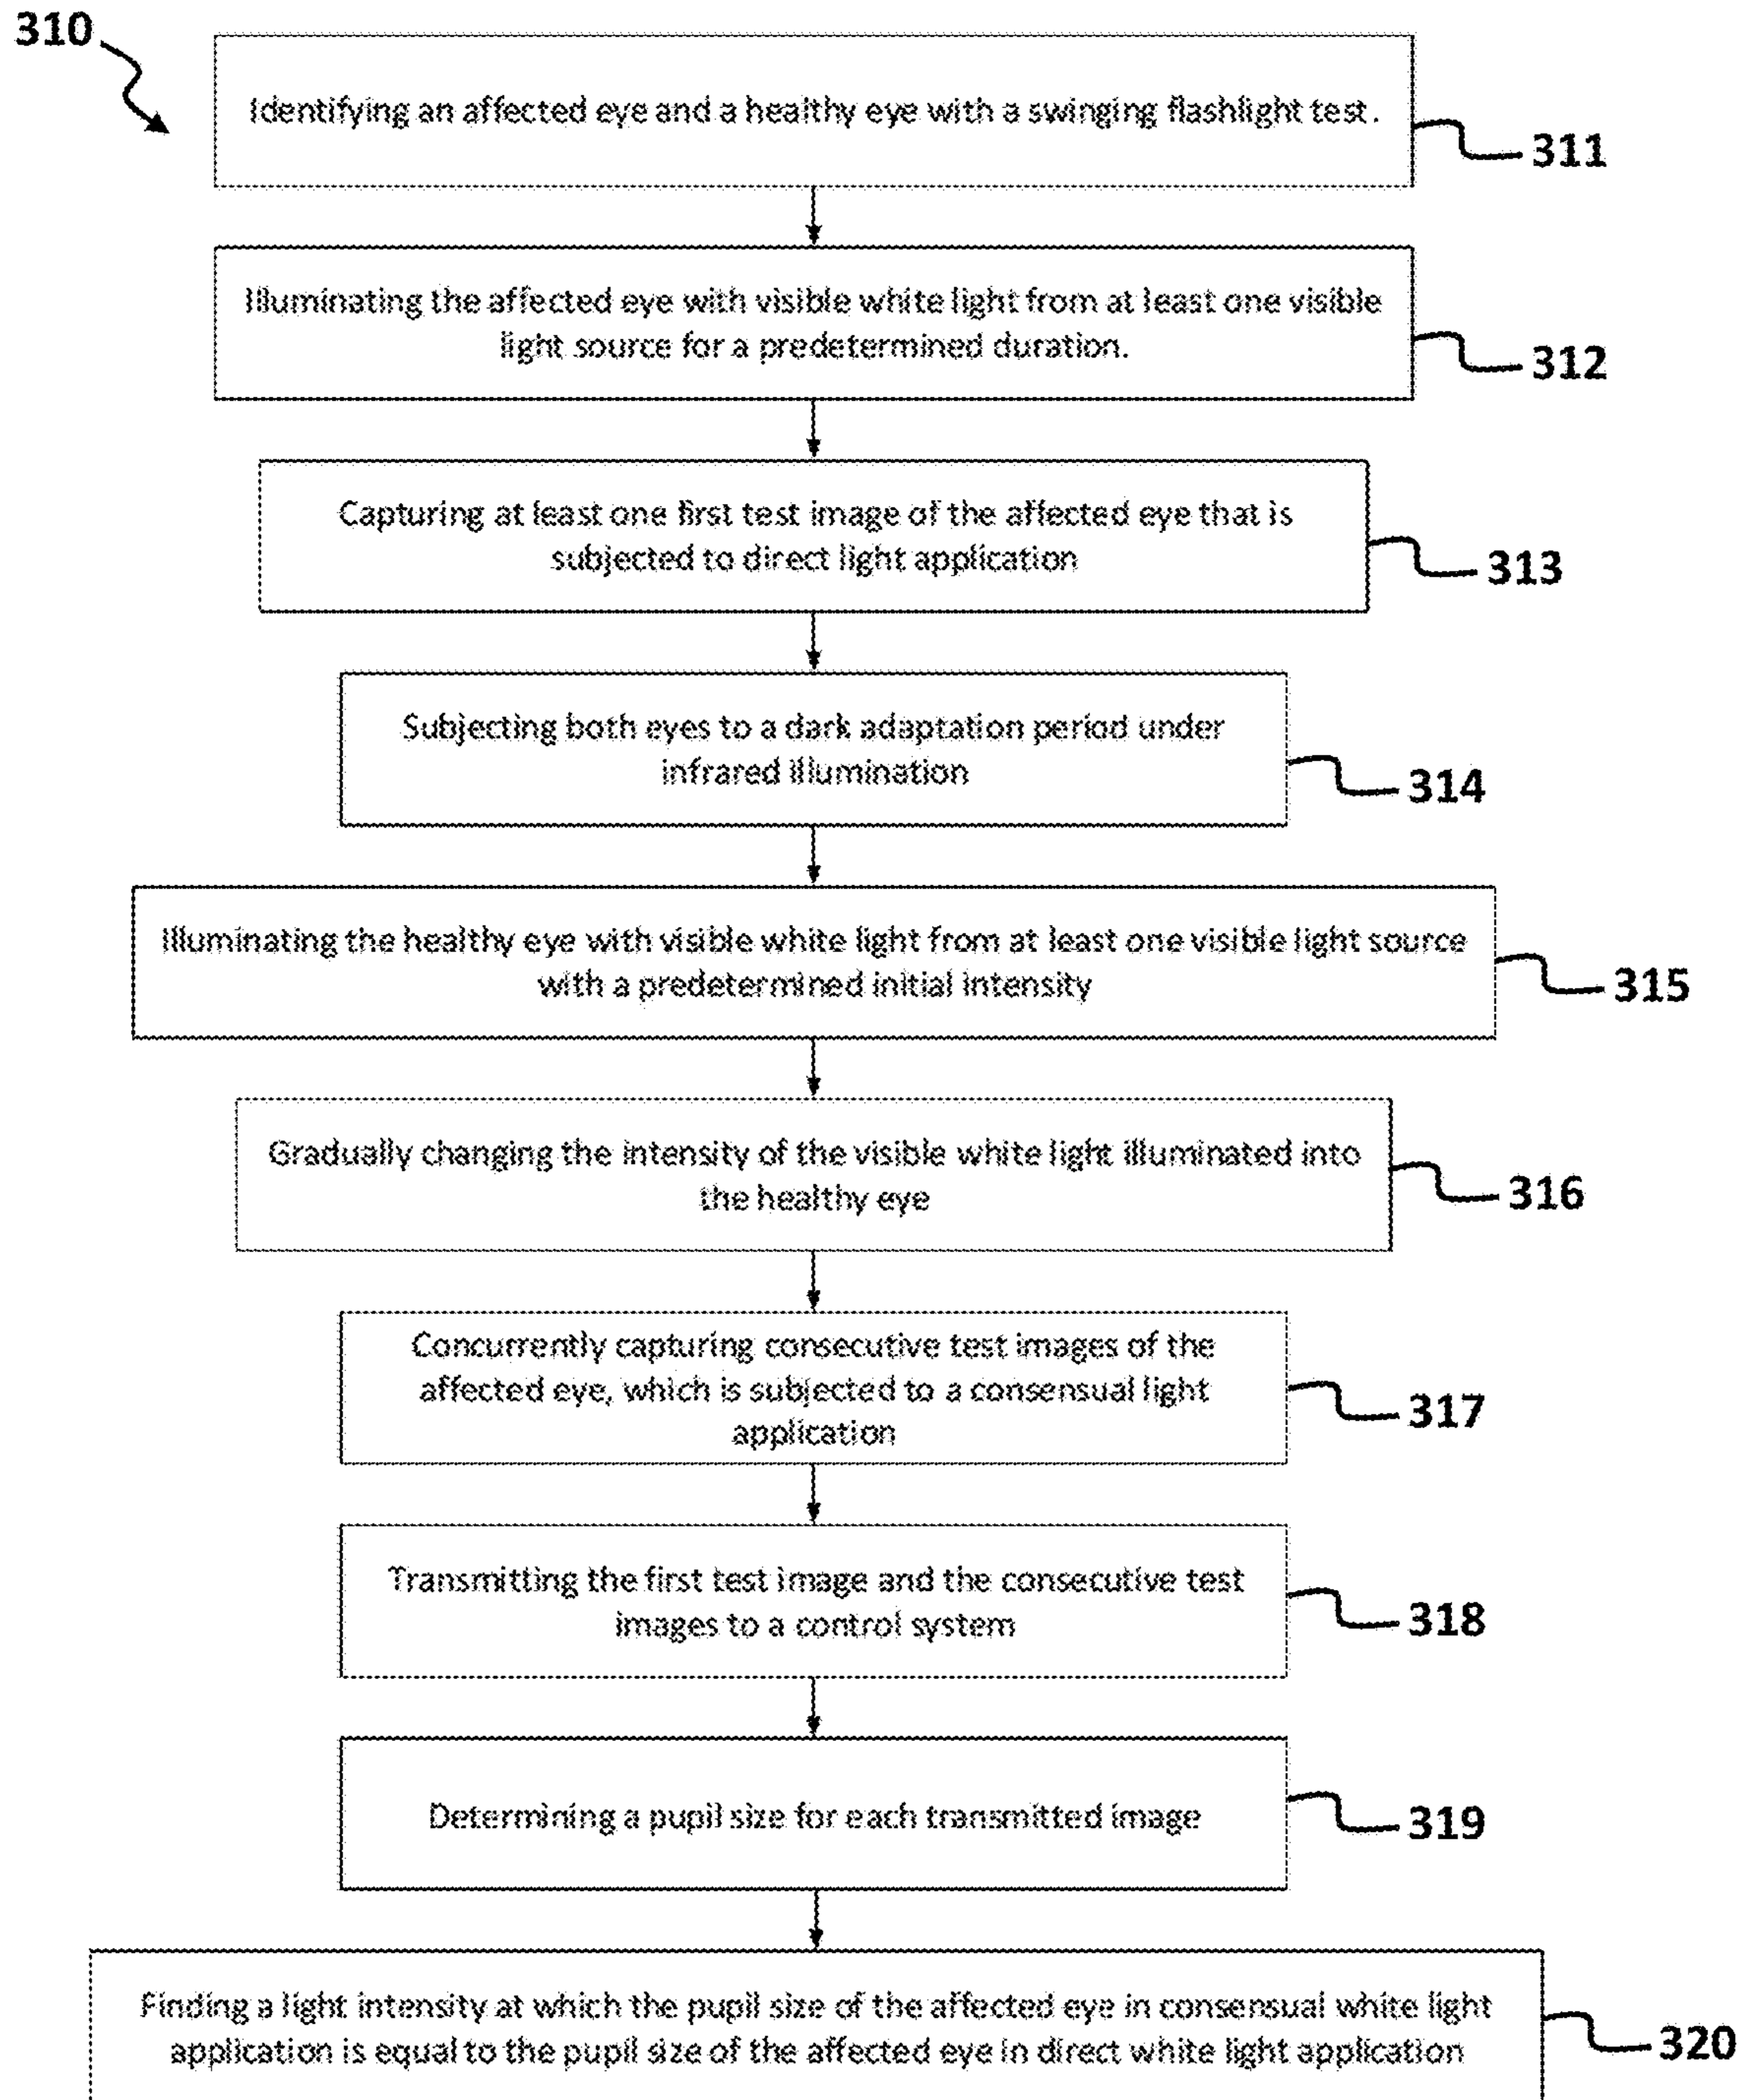 310
Identifying an affected eye and a healthy eye with a swinging flashlight test.
311
Illuminating the affected eye with visible white light from at least one visible
light source for a predetermined duration.
312
Capturing at least one first test image of the affected eye that is
subjected to direct light application
313
Subjecting both eyes to a dark adaptation period under
infrared illumination
314
Illuminating the healthy eye with visible white light from at least one visible light source
with a predetermined initial intensity
315
Gradually changing the intensity of the visible white light illuminated into
the healthy eye
316
Concurrently capturing consecutive test images of the
affected eye, which is subjected to a consensual light
application
317
Transmitting the first test image and the consecutive test
images to a control system
318
Determining a pupil size for each transmitted image
319
Finding a light intensity at which the pupil size of the affected eye in consensual white light
application is equal to the pupil size of the affected eye in direct white light application
320